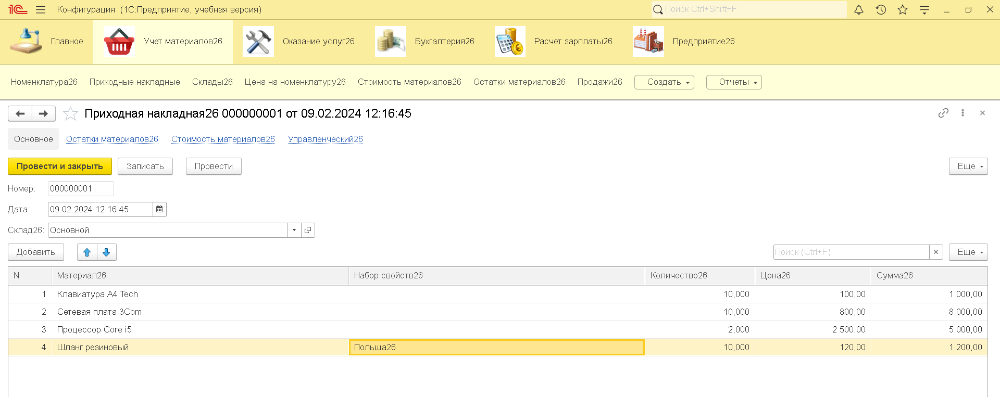 1С Конфигурация (1С:Предприятие, учебная версия) Поиск Ctrl+Shift+F
Главное Учет материалов26 Оказание услуг26 Бухгалтерия26 Расчет зарплаты26 Предприятие26
Номенклатура26 Приходные накладные Склады26 Цена на номенклатуру26 Стоимость материалов26 Остатки материалов26 Продажи26 Создать Отчеты
Приходная накладная26 000000001 от 09.02.2024 12:16:45
Основное Остатки материалов26 Стоимость материалов26 Управленческий26
Провести и закрыть Записать Провести Еще
Номер: 000000001
Дата: 09.02.2024 12:16:45
Склад26: Основной
Добавить Поиск (Ctrl+F) Еще
N Материал26 Набор свойств26 Количество26 Цена26 Сумма26
1 Клавиатура A4 Tech 10,000 100,00 1 000,00
2 Сетевая плата 3Com 10,000 800,00 8 000,00
3 Процессор Core i5 2,000 2 500,00 5 000,00
4 Шланг резиновый Польша26 10,000 120,00 1 200,00